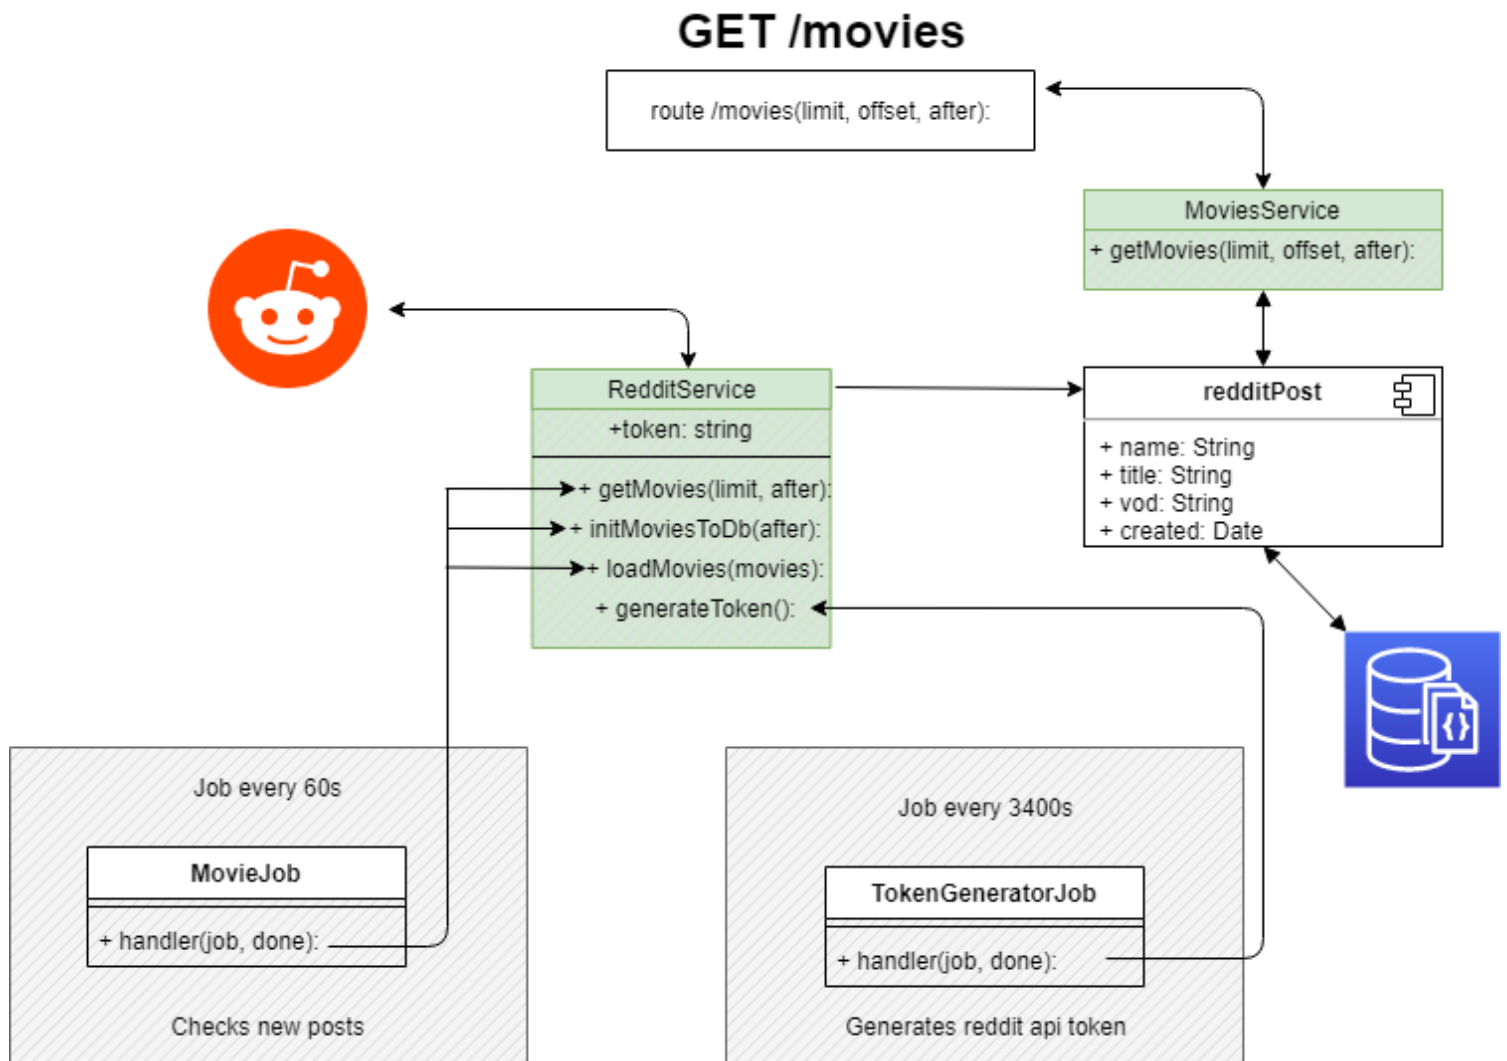 GET /movies
route /movies(limit, offset, after):
MoviesService
+ getMovies(limit, offset, after):
RedditService
+token: string
+ getMovies(limit, after):
+ initMoviesToDb(after):
+ loadMovies(movies):
+ generateToken():
redditPost
+ name: String
+ title: String
+ vod: String
+ created: Date
{}
Job every 60s
MovieJob
+ handler(job, done):
Checks new posts
Job every 3400s
TokenGeneratorJob
+ handler(job, done):
Generates reddit api token